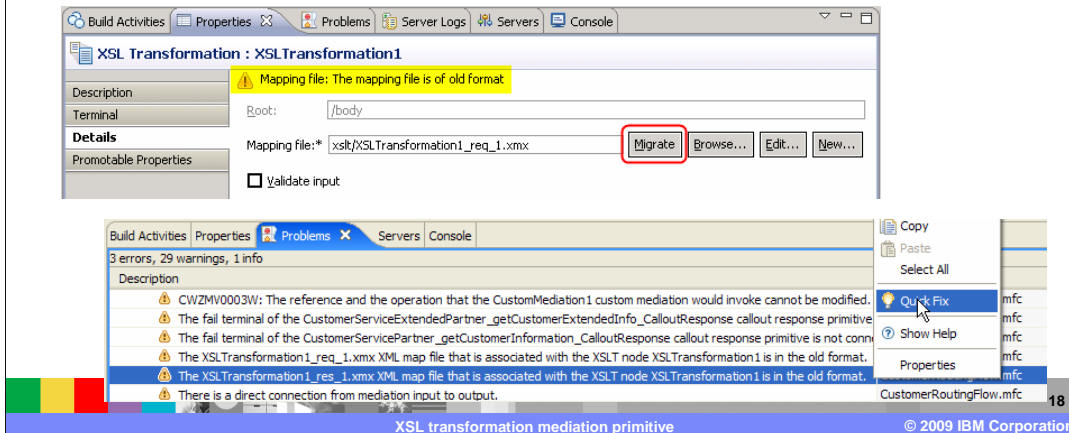 Build Activities Properties Problems Server Logs Servers Console
XSL Transformation : XSLTransformation1
Mapping file: The mapping file is of old format
Description
Terminal
Details
Promotable Properties
Root: /body
Mapping file:* xslt/XSLTransformation1_req_1.xmx Migrate Browse... Edit... New...
Validate input
Build Activities Properties Problems Servers Console
3 errors, 29 warnings, 1 info
Description
CWZMV0003W: The reference and the operation that the CustomMediation1 custom mediation would invoke cannot be modified. mfc
The fail terminal of the CustomerServiceExtendedPartner_getCustomerExtendedInfo_CalloutResponse callout response primitive mfc
The fail terminal of the CustomerServicePartner_getCustomerInformation_CalloutResponse callout response primitive is not conn mfc
The XSLTransformation1_req_1.xmx XML map file that is associated with the XSLT node XSLTransformation1 is in the old format. mfc
The XSLTransformation1_res_1.xmx XML map file that is associated with the XSLT node XSLTransformation1 is in the old format. mfc
There is a direct connection from mediation input to output. CustomerRoutingFlow.mfc
Copy
Paste
Select All
Quick Fix
Show Help
Properties
18
XSL transformation mediation primitive
© 2009 IBM Corporation